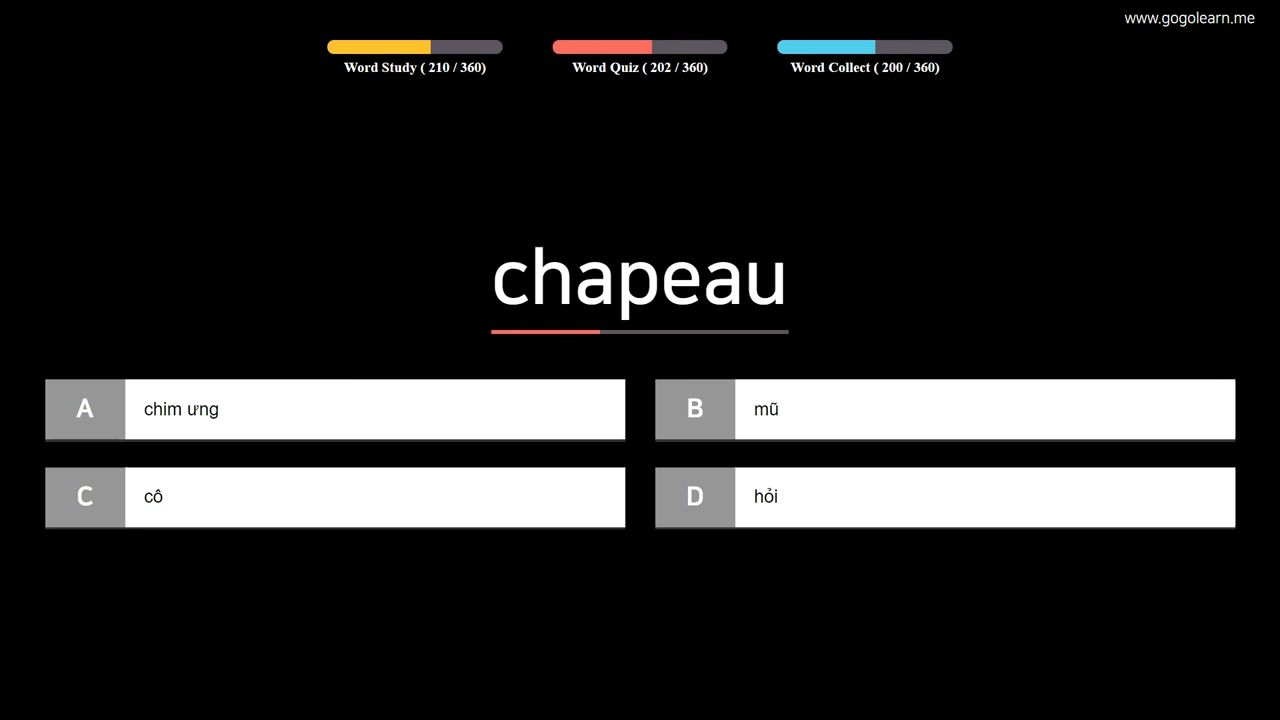 www.gogolearn.me
Word Study ( 210 / 360)
Word Quiz ( 202 / 360)
Word Collect ( 200 / 360)
chapeau
A chim ưng
B mũ
C cô
D hỏi